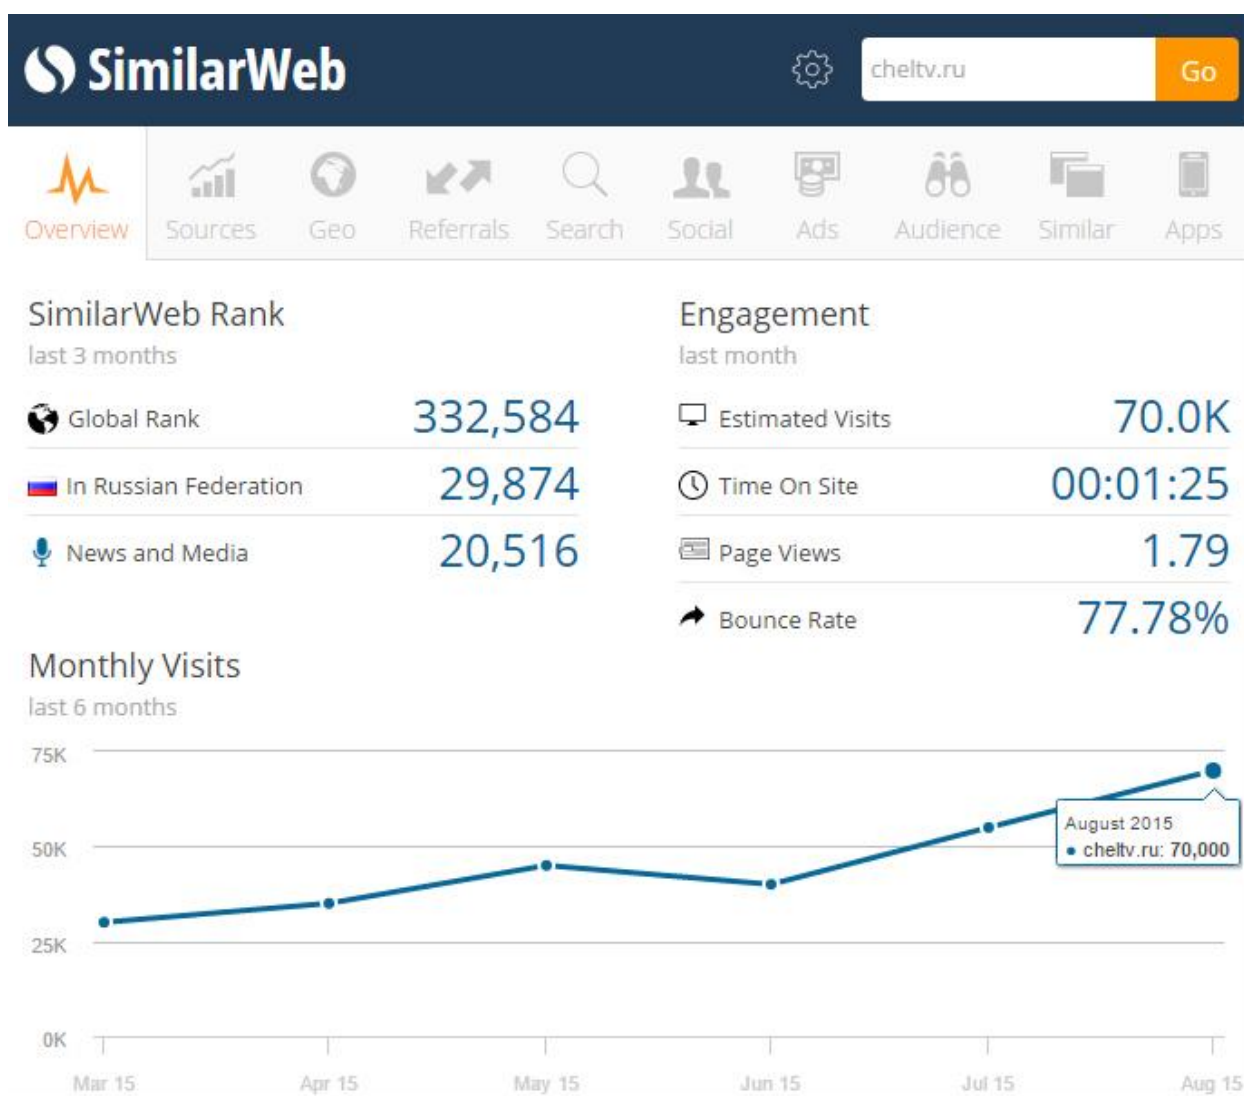 SimilarWeb
cheltv.ru
Go
Overview
Sources
Geo
Referrals
Search
Social
Ads
Audience
Similar
Apps
SimilarWeb Rank
last 3 months
Global Rank 332,584
In Russian Federation 29,874
News and Media 20,516
Engagement
last month
Estimated Visits 70.0K
Time On Site 00:01:25
Page Views 1.79
Bounce Rate 77.78%
Monthly Visits
last 6 months
75K
50K
25K
0K
August 2015
• cheltv.ru: 70,000
Mar 15
Apr 15
May 15
Jun 15
Jul 15
Aug 15